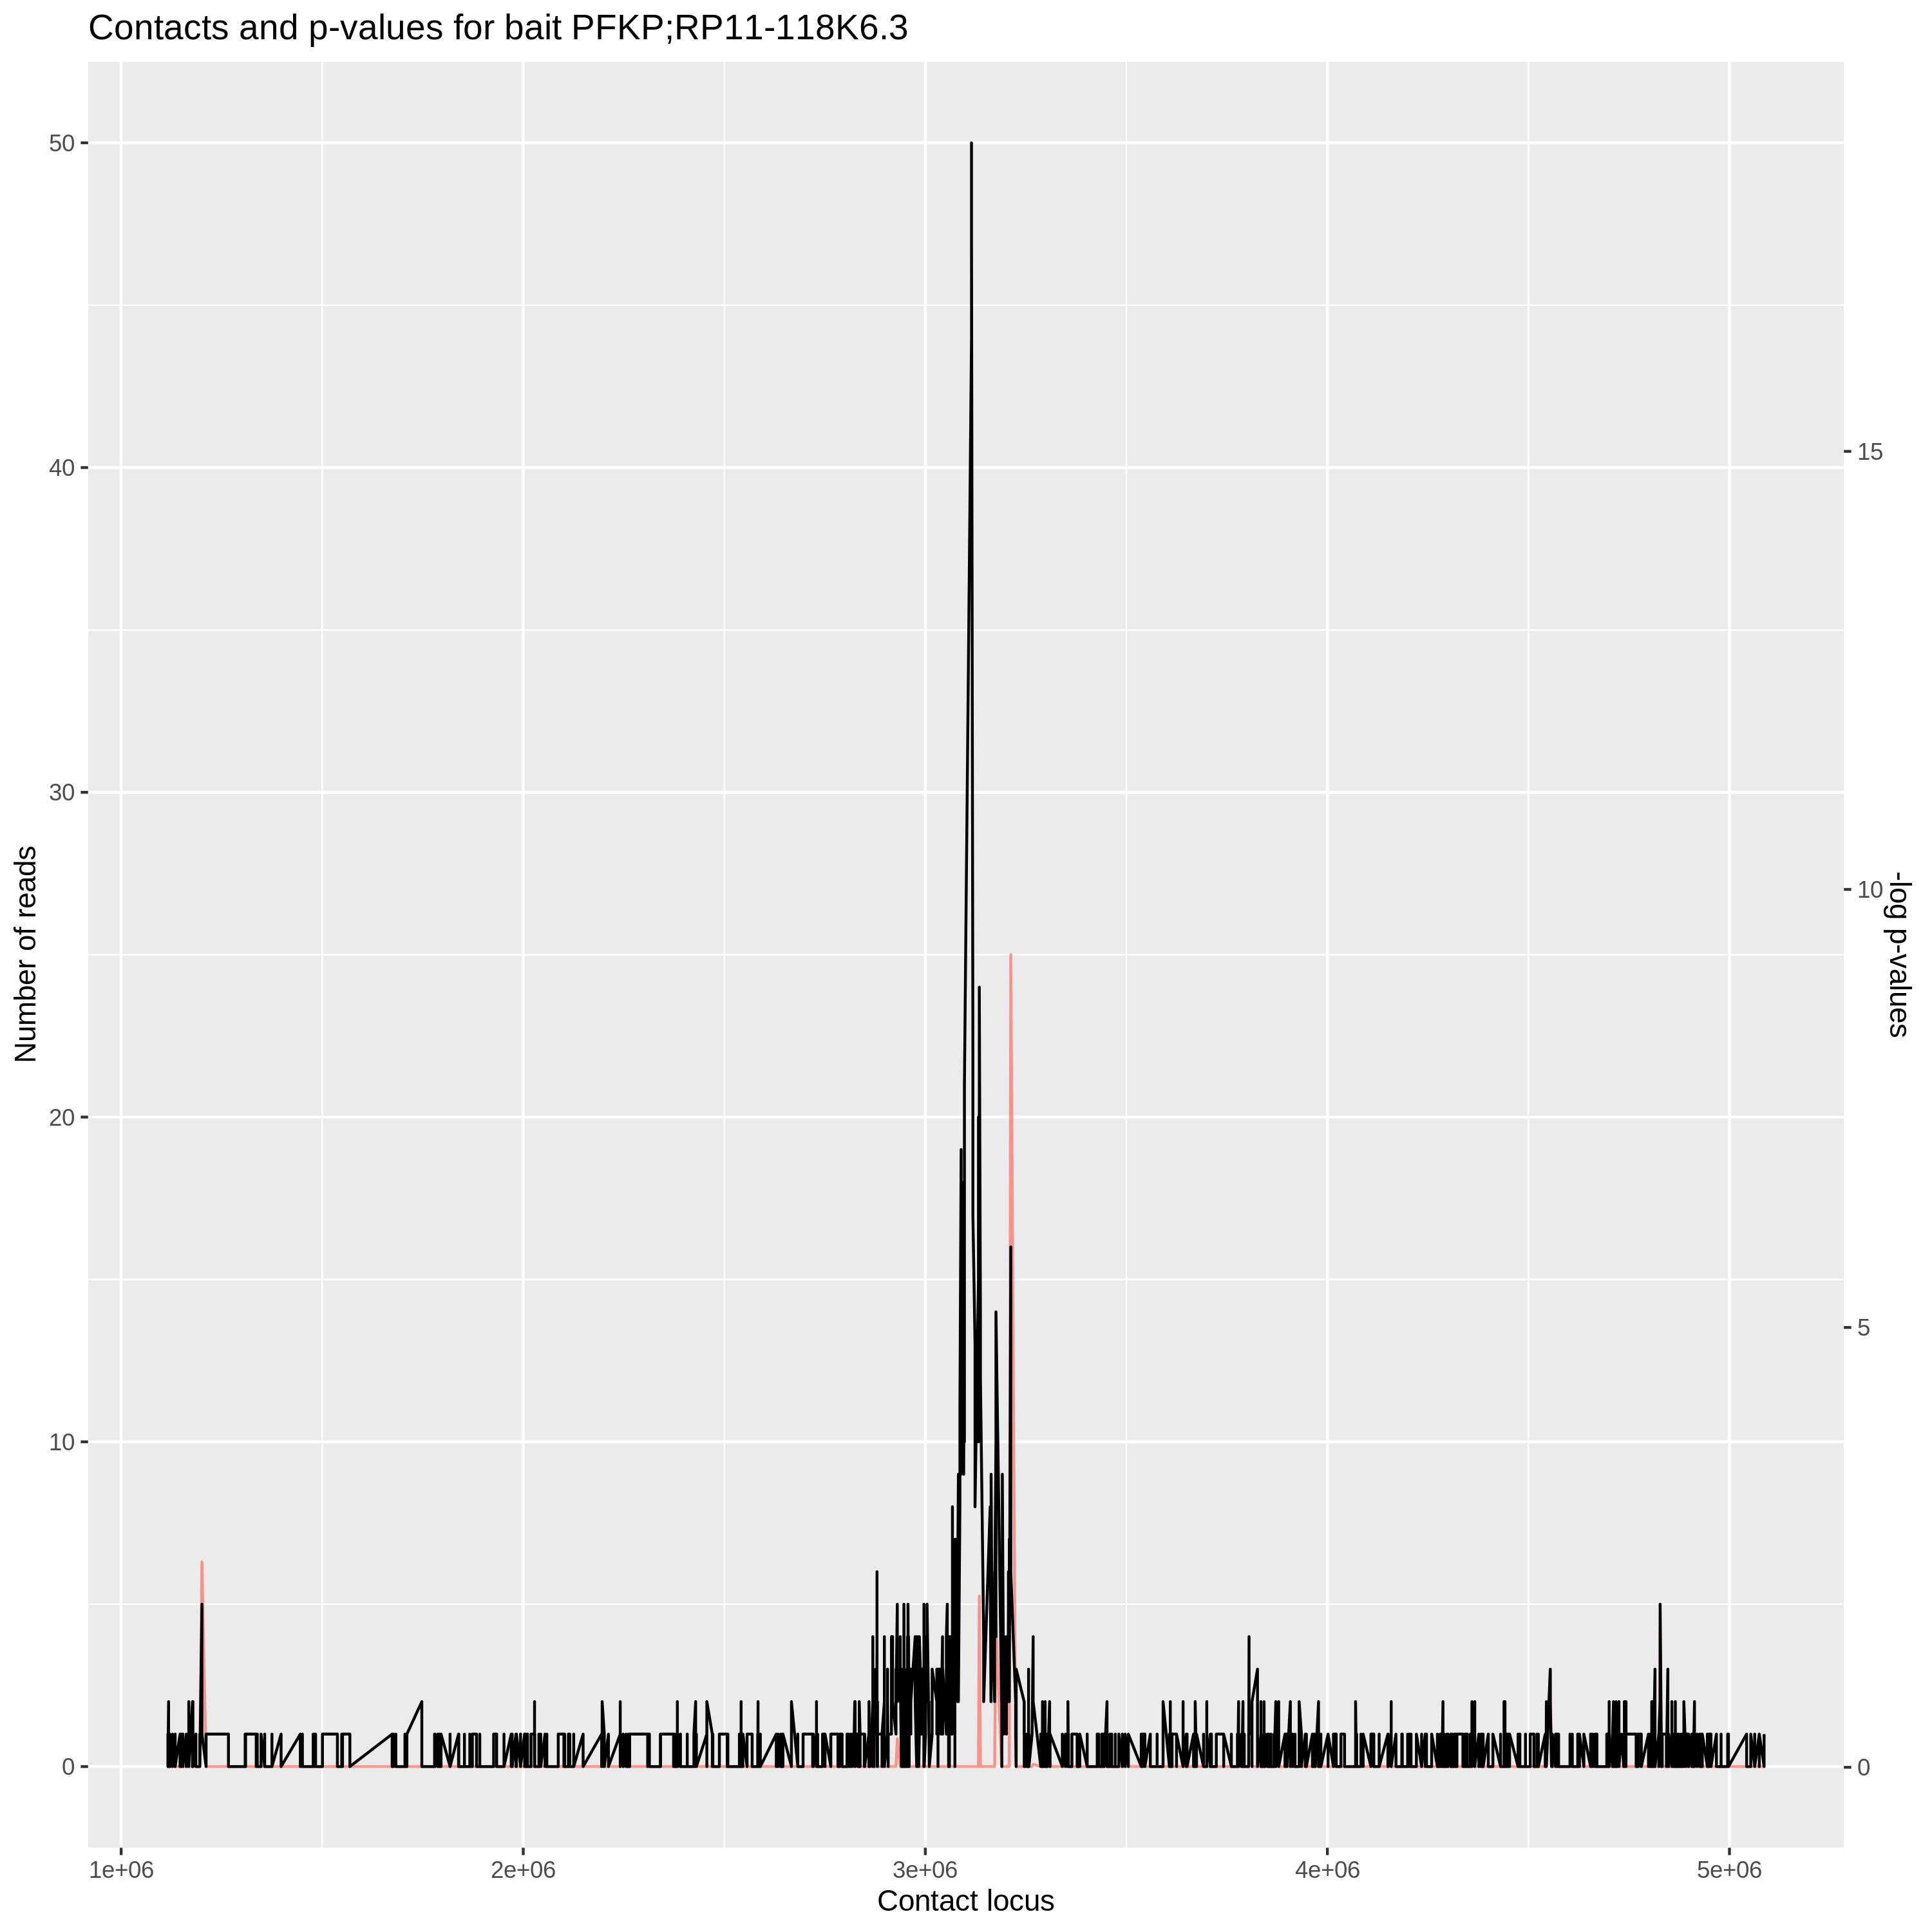 Contacts and p-values for bait PFKP;RP11-118K6.3
50
40
30
20
10
0
Number of reads
15
10
5
0
-log p-values
1e+06
2e+06
3e+06
4e+06
5e+06
Contact locus